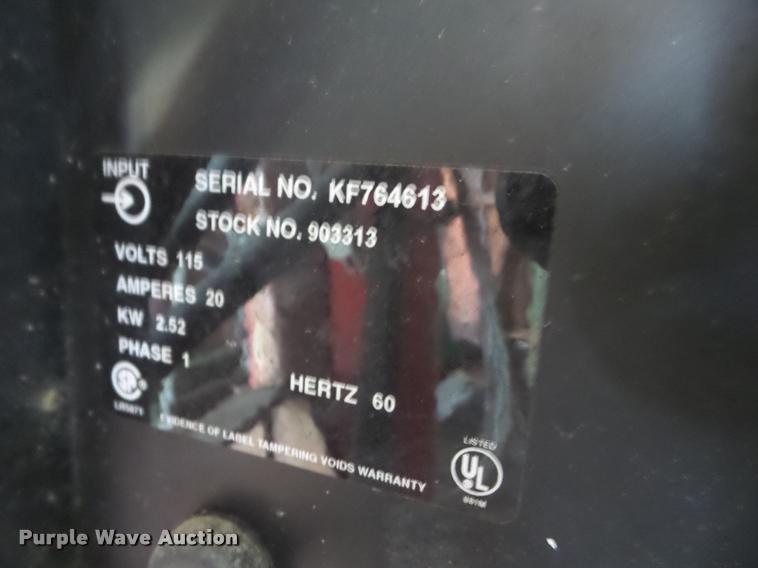 INPUT
SERIAL NO. KF764613
STOCK NO. 903313
VOLTS 115
AMPERES 20
KW 2.52
PHASE 1
HERTZ 60
EVIDENCE OF LABEL TAMPERING VOIDS WARRANTY
LISTED
UL
Purple Wave Auction